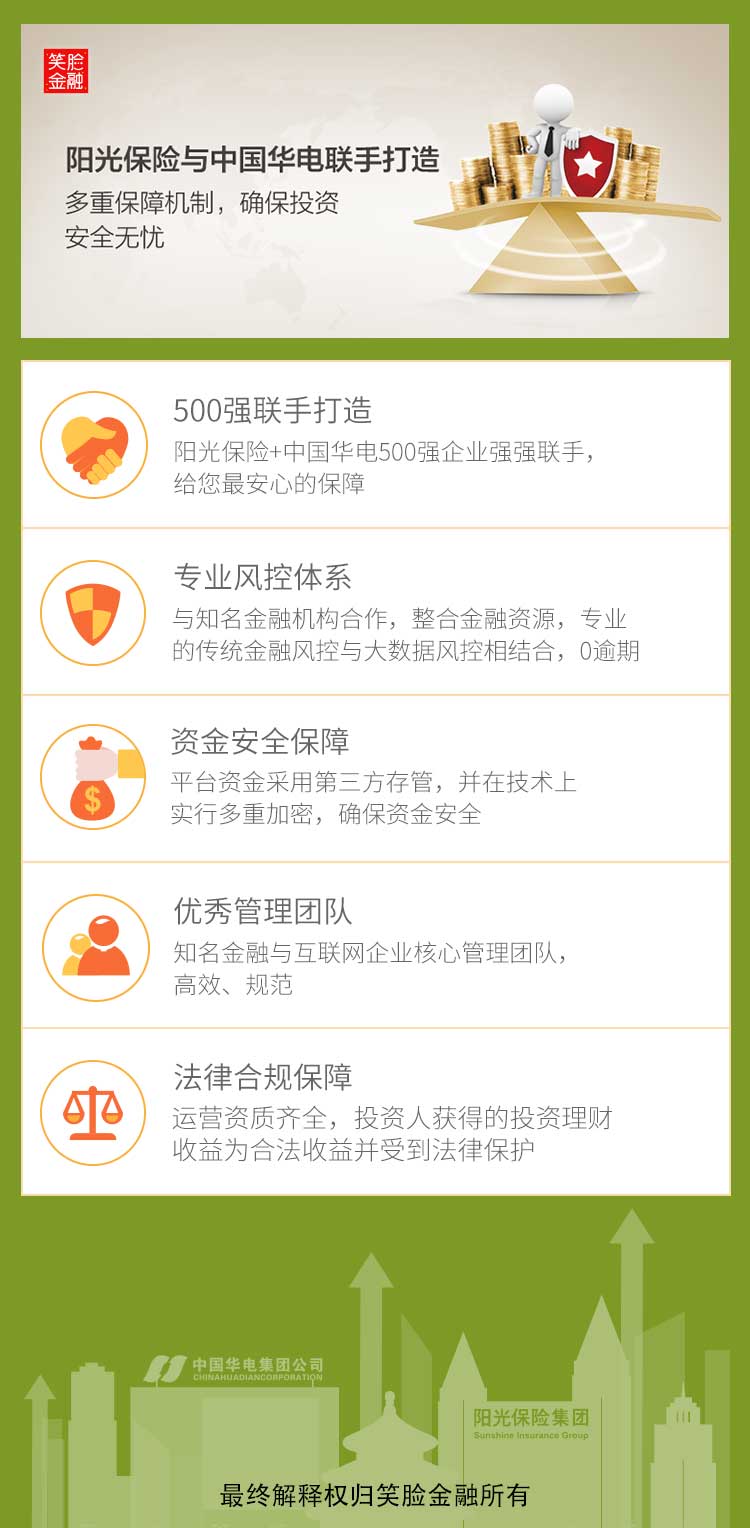 笑脸
金融
阳光保险与中国华电联手打造
多重保障机制，确保投资
安全无忧
500强联手打造
阳光保险+中国华电500强企业强强联手，
给您最安心的保障
专业风控体系
与知名金融机构合作，整合金融资源，专业
的传统金融风控与大数据风控相结合，0逾期
资金安全保障
平台资金采用第三方存管，并在技术上
实行多重加密，确保资金安全
$
优秀管理团队
知名金融与互联网企业核心管理团队，
高效、规范
法律合规保障
运营资质齐全，投资人获得的投资理财
收益为合法收益并受到法律保护
中国华电集团公司
CHINAHUADIANCORPORATION
阳光保险集团
Sunshine Insurance Group
最终解释权归笑脸金融所有